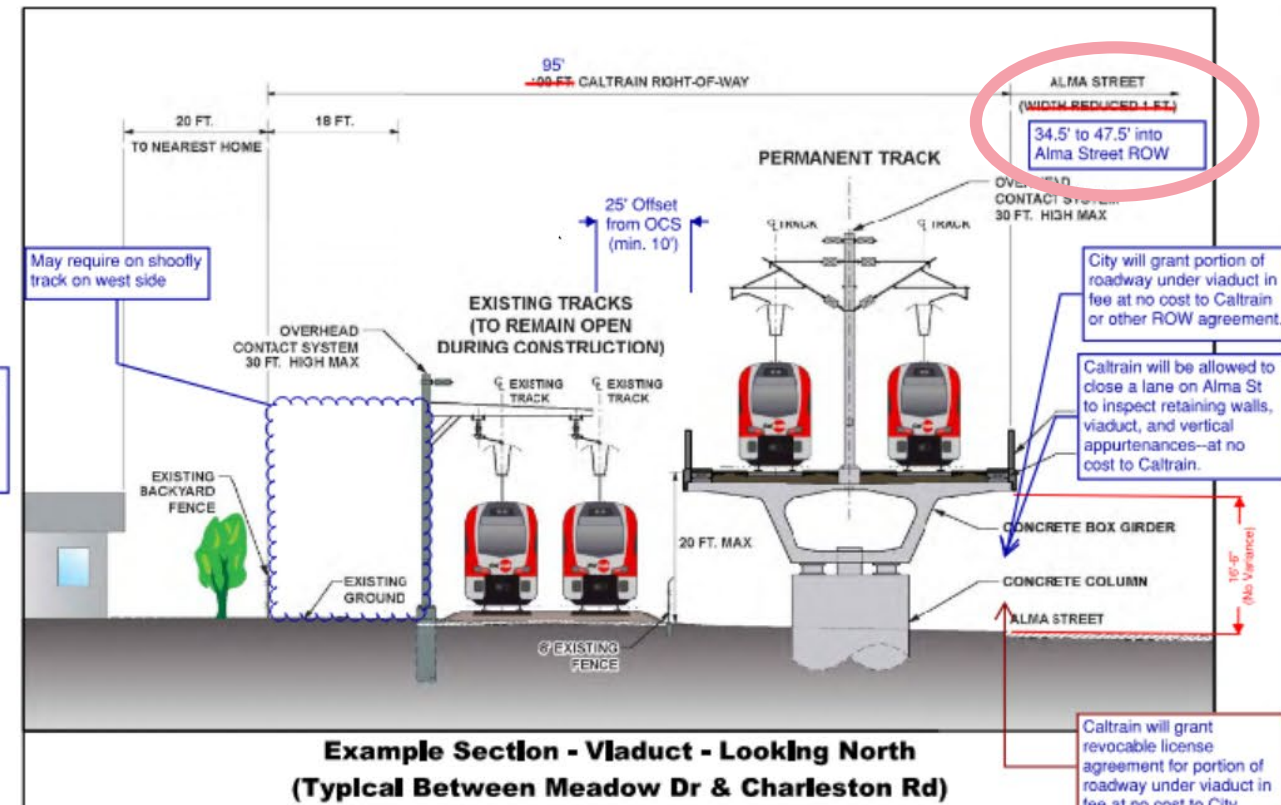 95'
100 FT. CALTRAIN RIGHT-OF-WAY
ALMA STREET
(WIDTH REDUCED 1 FT.)
34.5' to 47.5' into
Alma Street ROW
20 FT.
TO NEAREST HOME
18 FT.
PERMANENT TRACK
OVERHEAD
CONTACT SYSTEM
30 FT. HIGH MAX
25' Offset
from OCS
(min. 10')
℄ TRACK
℄ TRACK
May require on shoofly
track on west side
City will grant portion of
roadway under viaduct in
fee at no cost to Caltrain
or other ROW agreement.
EXISTING TRACKS
(TO REMAIN OPEN
DURING CONSTRUCTION)
OVERHEAD
CONTACT SYSTEM
30 FT. HIGH MAX
℄ EXISTING
TRACK
℄ EXISTING
TRACK
Caltrain will be allowed to
close a lane on Alma St
to inspect retaining walls,
viaduct, and vertical
appurtenances--at no
cost to Caltrain.
EXISTING
BACKYARD
FENCE
20 FT. MAX
CONCRETE BOX GIRDER
16'-6"
(No Variance)
EXISTING
GROUND
CONCRETE COLUMN
ALMA STREET
6' EXISTING
FENCE
Caltrain will grant
revocable license
agreement for portion of
roadway under viaduct in
fee at no cost to City
Example Section - Viaduct - Looking North
(Typical Between Meadow Dr & Charleston Rd)